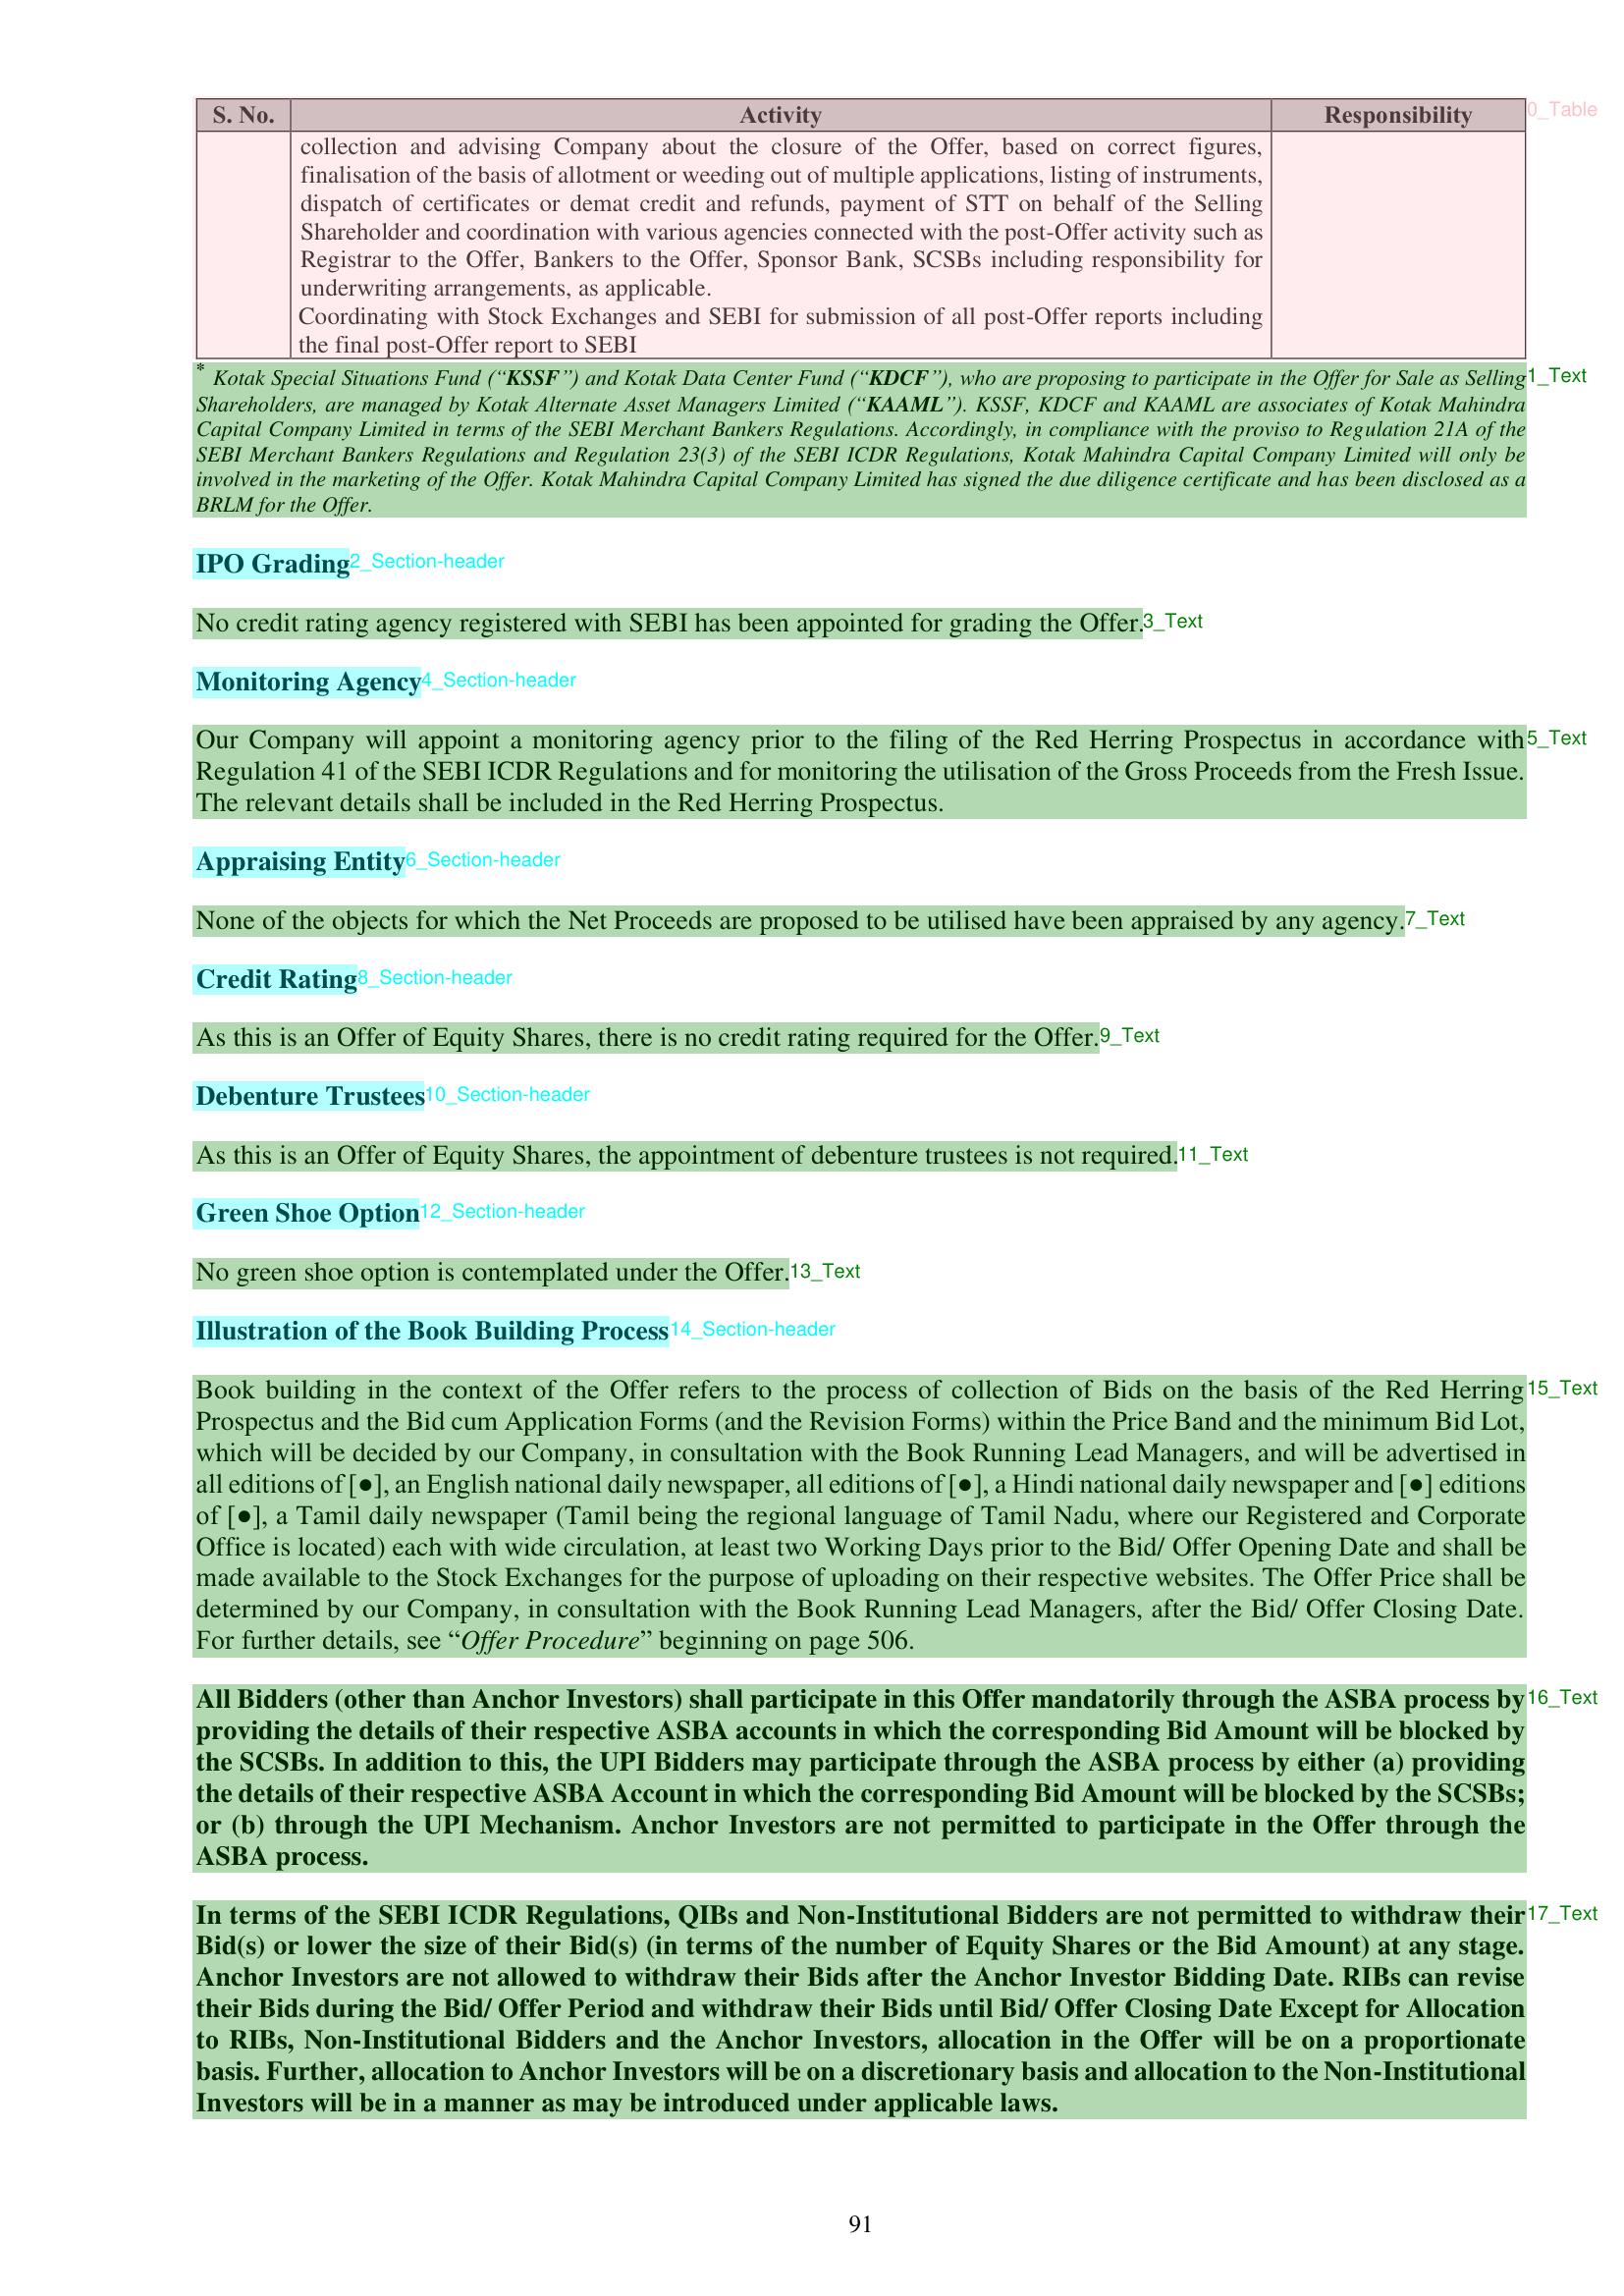 S. No. Activity Responsibility 0_Table
collection and advising Company about the closure of the Offer, based on correct figures,
finalisation of the basis of allotment or weeding out of multiple applications, listing of instruments,
dispatch of certificates or demat credit and refunds, payment of STT on behalf of the Selling
Shareholder and coordination with various agencies connected with the post-Offer activity such as
Registrar to the Offer, Bankers to the Offer, Sponsor Bank, SCSBs including responsibility for
underwriting arrangements, as applicable.
Coordinating with Stock Exchanges and SEBI for submission of all post-Offer reports including
the final post-Offer report to SEBI
* Kotak Special Situations Fund (“KSSF”) and Kotak Data Center Fund (“KDCF”), who are proposing to participate in the Offer for Sale as Selling 1_Text
Shareholders, are managed by Kotak Alternate Asset Managers Limited (“KAAML”). KSSF, KDCF and KAAML are associates of Kotak Mahindra
Capital Company Limited in terms of the SEBI Merchant Bankers Regulations. Accordingly, in compliance with the proviso to Regulation 21A of the
SEBI Merchant Bankers Regulations and Regulation 23(3) of the SEBI ICDR Regulations, Kotak Mahindra Capital Company Limited will only be
involved in the marketing of the Offer. Kotak Mahindra Capital Company Limited has signed the due diligence certificate and has been disclosed as a
BRLM for the Offer.
IPO Grading 2_Section-header
No credit rating agency registered with SEBI has been appointed for grading the Offer. 3_Text
Monitoring Agency 4_Section-header
Our Company will appoint a monitoring agency prior to the filing of the Red Herring Prospectus in accordance with 5_Text
Regulation 41 of the SEBI ICDR Regulations and for monitoring the utilisation of the Gross Proceeds from the Fresh Issue.
The relevant details shall be included in the Red Herring Prospectus.
Appraising Entity 6_Section-header
None of the objects for which the Net Proceeds are proposed to be utilised have been appraised by any agency. 7_Text
Credit Rating 8_Section-header
As this is an Offer of Equity Shares, there is no credit rating required for the Offer. 9_Text
Debenture Trustees 10_Section-header
As this is an Offer of Equity Shares, the appointment of debenture trustees is not required. 11_Text
Green Shoe Option 12_Section-header
No green shoe option is contemplated under the Offer. 13_Text
Illustration of the Book Building Process 14_Section-header
Book building in the context of the Offer refers to the process of collection of Bids on the basis of the Red Herring 15_Text
Prospectus and the Bid cum Application Forms (and the Revision Forms) within the Price Band and the minimum Bid Lot,
which will be decided by our Company, in consultation with the Book Running Lead Managers, and will be advertised in
all editions of [●], an English national daily newspaper, all editions of [●], a Hindi national daily newspaper and [●] editions
of [●], a Tamil daily newspaper (Tamil being the regional language of Tamil Nadu, where our Registered and Corporate
Office is located) each with wide circulation, at least two Working Days prior to the Bid/ Offer Opening Date and shall be
made available to the Stock Exchanges for the purpose of uploading on their respective websites. The Offer Price shall be
determined by our Company, in consultation with the Book Running Lead Managers, after the Bid/ Offer Closing Date.
For further details, see “Offer Procedure” beginning on page 506.
All Bidders (other than Anchor Investors) shall participate in this Offer mandatorily through the ASBA process by 16_Text
providing the details of their respective ASBA accounts in which the corresponding Bid Amount will be blocked by
the SCSBs. In addition to this, the UPI Bidders may participate through the ASBA process by either (a) providing
the details of their respective ASBA Account in which the corresponding Bid Amount will be blocked by the SCSBs;
or (b) through the UPI Mechanism. Anchor Investors are not permitted to participate in the Offer through the
ASBA process.
In terms of the SEBI ICDR Regulations, QIBs and Non-Institutional Bidders are not permitted to withdraw their 17_Text
Bid(s) or lower the size of their Bid(s) (in terms of the number of Equity Shares or the Bid Amount) at any stage.
Anchor Investors are not allowed to withdraw their Bids after the Anchor Investor Bidding Date. RIBs can revise
their Bids during the Bid/ Offer Period and withdraw their Bids until Bid/ Offer Closing Date Except for Allocation
to RIBs, Non-Institutional Bidders and the Anchor Investors, allocation in the Offer will be on a proportionate
basis. Further, allocation to Anchor Investors will be on a discretionary basis and allocation to the Non-Institutional
Investors will be in a manner as may be introduced under applicable laws.
91